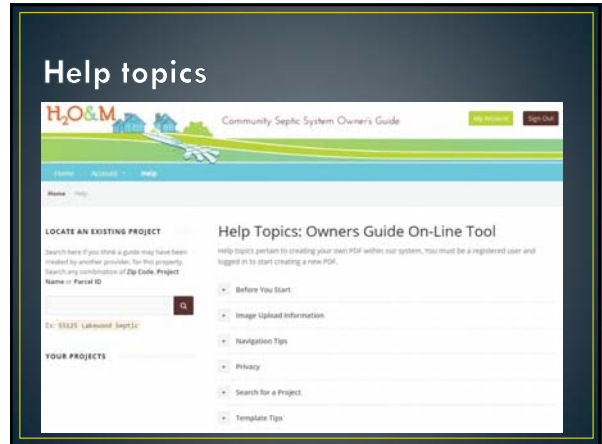 Help topics
H2O&M
Community Septic System Owner's Guide
My Account
Sign Out
Home
Account
Help
Home
Help
LOCATE AN EXISTING PROJECT
Search here if you think a guide may have been
created by another provider, for this property.
Search any combination of Zip Code, Project
Name or Parcel ID
Ex: 55125 Lakewood Septic
YOUR PROJECTS
Help Topics: Owners Guide On-Line Tool
Help topics pertain to creating your own PDF within our system. You must be a registered user and
logged in to start creating a new PDF.
Before You Start
Image Upload Information
Navigation Tips
Privacy
Search for a Project
Template Tips